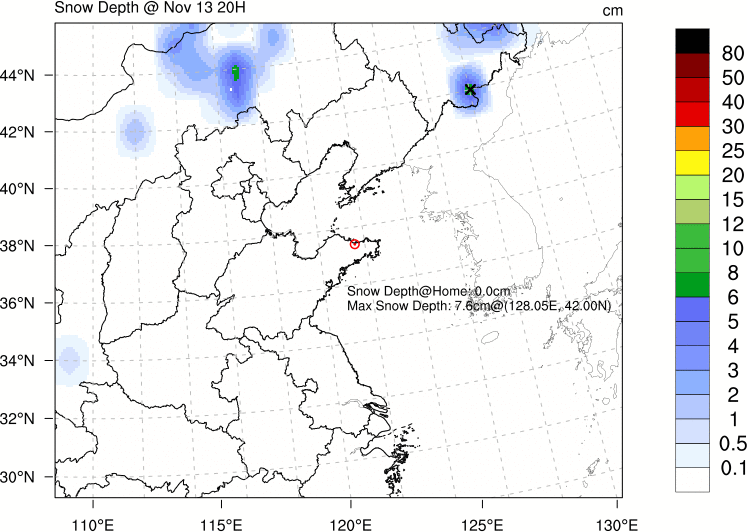 Snow Depth @ Nov 13 20H
cm
80
50
40
30
25
20
15
12
10
8
6
5
4
3
2
1
0.5
0.1
44°N
42°N
40°N
38°N
36°N
34°N
32°N
30°N
Snow Depth@Home: 0.0cm
Max Snow Depth: 7.6cm@(128.05E, 42.00N)
110°E
115°E
120°E
125°E
130°E